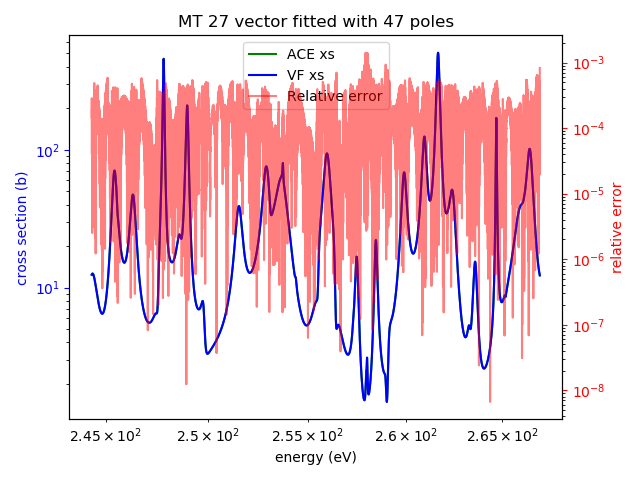 MT 27 vector fitted with 47 poles
ACE xs
VF xs
Relative error
cross section (b)
10²
10¹
relative error
10⁻³
10⁻⁴
10⁻⁵
10⁻⁶
10⁻⁷
10⁻⁸
2.45 × 10²
2.5 × 10²
2.55 × 10²
2.6 × 10²
2.65 × 10²
energy (eV)